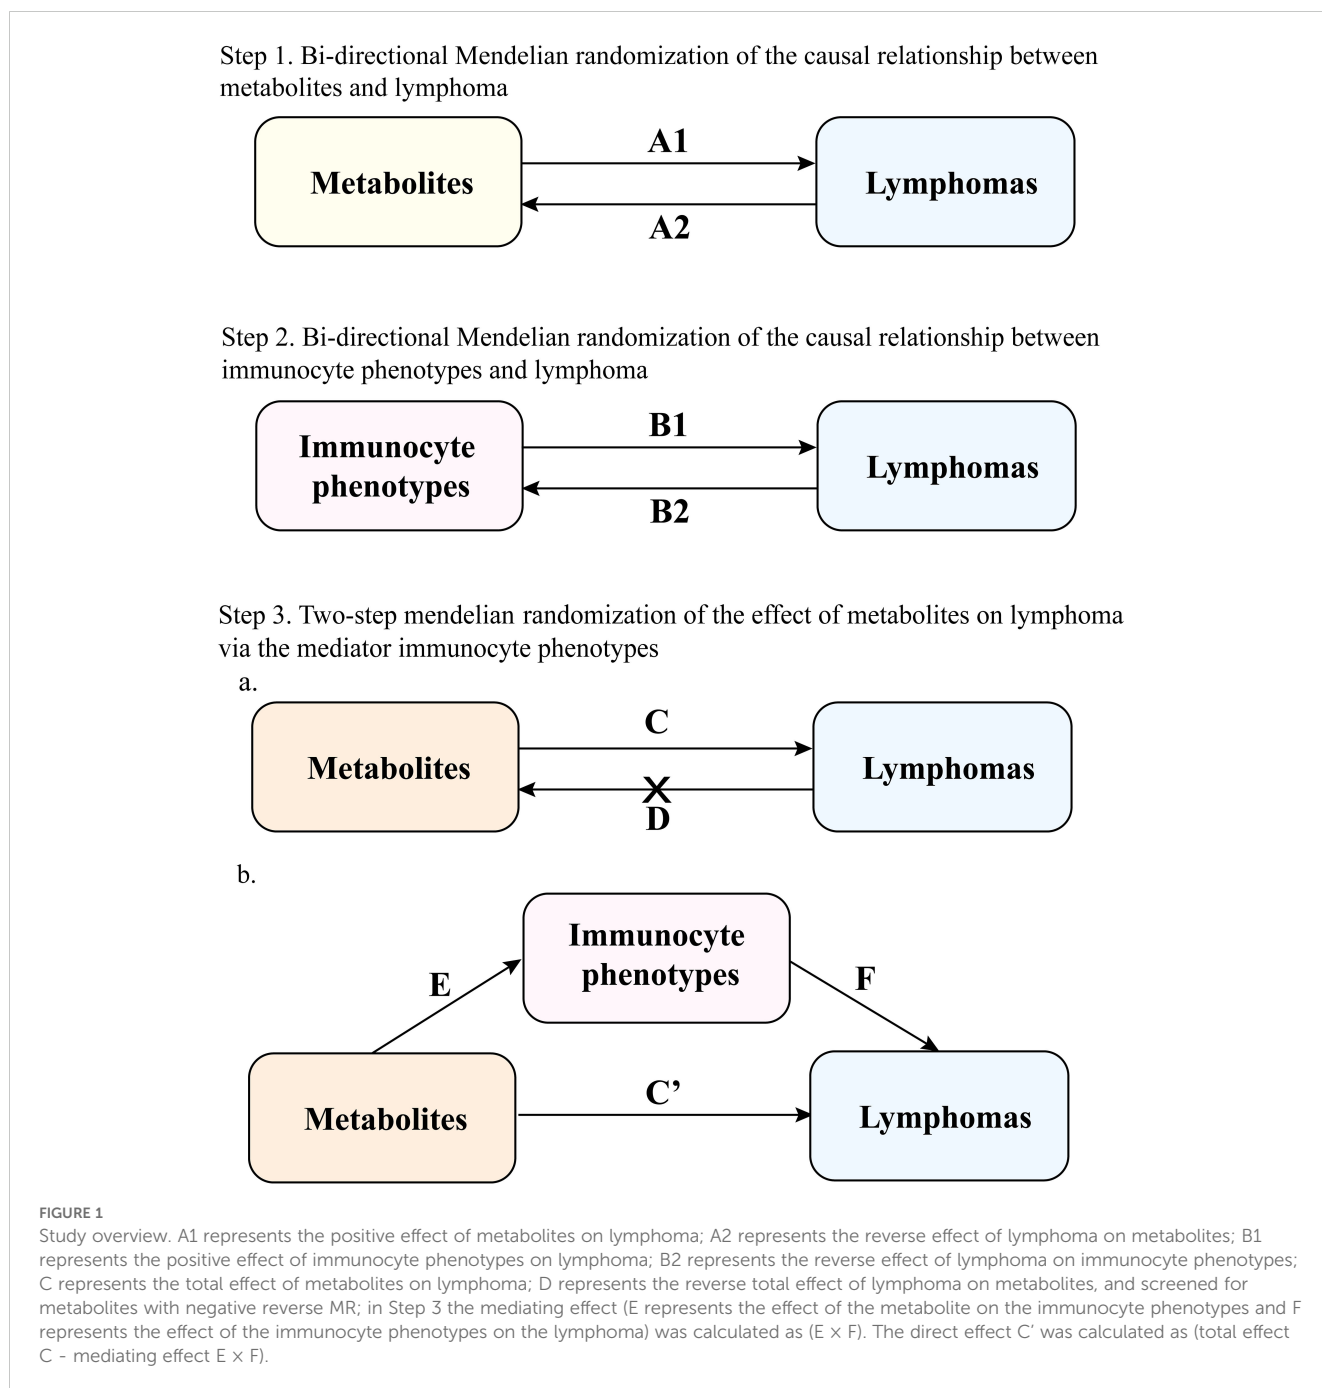 Step 1. Bi-directional Mendelian randomization of the causal relationship between
metabolites and lymphoma
A1
Metabolites
Lymphomas
A2
Step 2. Bi-directional Mendelian randomization of the causal relationship between
immunocyte phenotypes and lymphoma
B1
Immunocyte
phenotypes
Lymphomas
B2
Step 3. Two-step mendelian randomization of the effect of metabolites on lymphoma
via the mediator immunocyte phenotypes
a.
C
Metabolites
Lymphomas
D
b.
Immunocyte
phenotypes
E
F
C’
Metabolites
Lymphomas
FIGURE 1
Study overview. A1 represents the positive effect of metabolites on lymphoma; A2 represents the reverse effect of lymphoma on metabolites; B1
represents the positive effect of immunocyte phenotypes on lymphoma; B2 represents the reverse effect of lymphoma on immunocyte phenotypes;
C represents the total effect of metabolites on lymphoma; D represents the reverse total effect of lymphoma on metabolites, and screened for
metabolites with negative reverse MR; in Step 3 the mediating effect (E represents the effect of the metabolite on the immunocyte phenotypes and F
represents the effect of the immunocyte phenotypes on the lymphoma) was calculated as (E × F). The direct effect C’ was calculated as (total effect
C - mediating effect E × F).